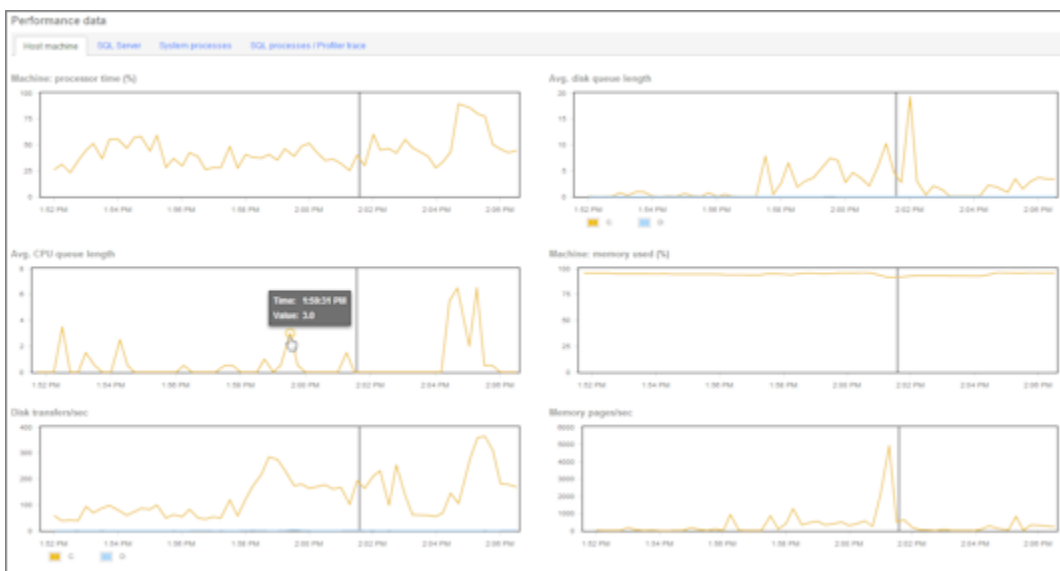 Performance data
Host machine SQL Server System processes SQL processes / Profiler trace
Machine: processor time (%)
100
75
50
25
0
1:52 PM 1:54 PM 1:56 PM 1:58 PM 2:00 PM 2:02 PM 2:04 PM 2:06 PM
Avg. disk queue length
20
15
10
5
0
1:52 PM 1:54 PM 1:56 PM 1:58 PM 2:00 PM 2:02 PM 2:04 PM 2:06 PM
C: D:
Avg. CPU queue length
8
6
4
2
0
Time: 1:59:31 PM
Value: 3.0
1:52 PM 1:54 PM 1:56 PM 1:58 PM 2:00 PM 2:02 PM 2:04 PM 2:06 PM
Machine: memory used (%)
100
75
50
25
0
1:52 PM 1:54 PM 1:56 PM 1:58 PM 2:00 PM 2:02 PM 2:04 PM 2:06 PM
Disk transfers/sec
400
300
200
100
0
1:52 PM 1:54 PM 1:56 PM 1:58 PM 2:00 PM 2:02 PM 2:04 PM 2:06 PM
C: D:
Memory pages/sec
6000
5000
4000
3000
2000
1000
0
1:52 PM 1:54 PM 1:56 PM 1:58 PM 2:00 PM 2:02 PM 2:04 PM 2:06 PM